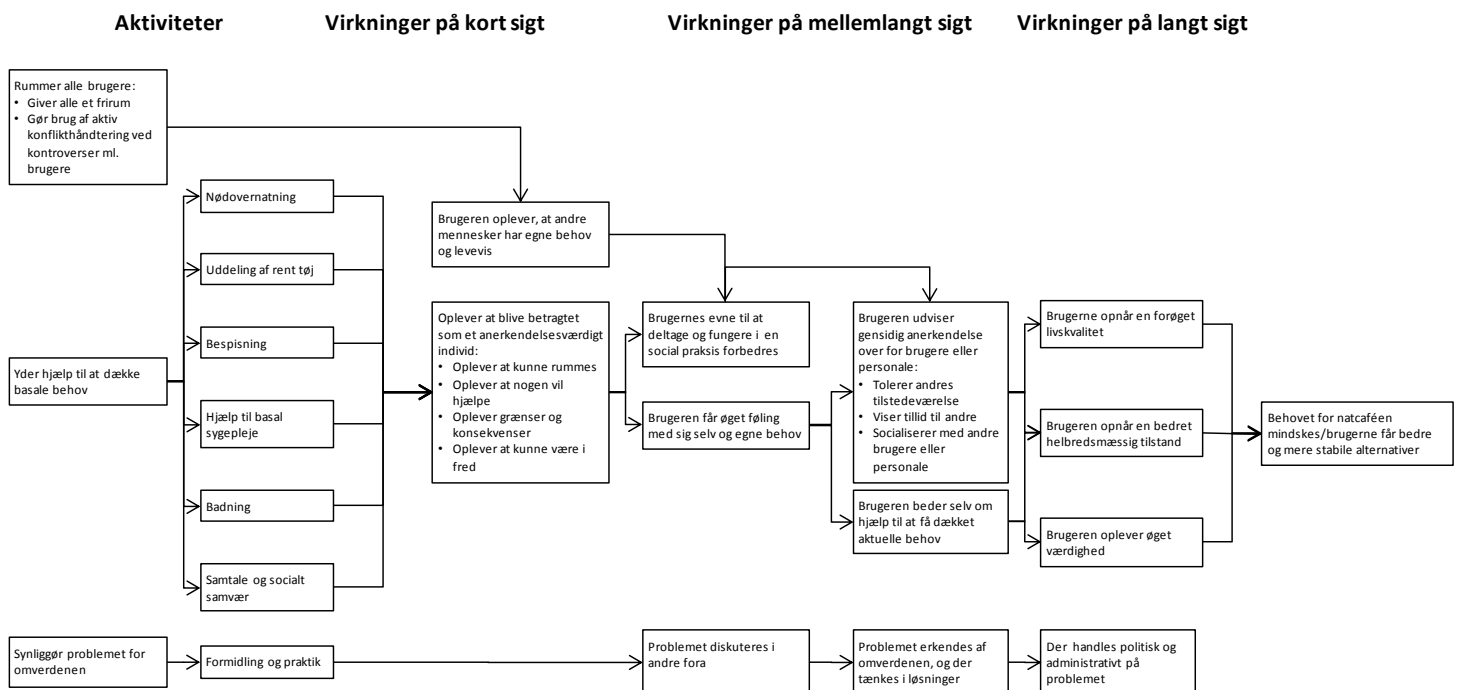 Aktiviteter
Virkninger på kort sigt
Virkninger på mellemlangt sigt
Virkninger på langt sigt
Rummer alle brugere:
• Giver alle et frirum
• Gør brug af aktiv
konflikthåndtering ved
kontroverser ml.
brugere
Yder hjælp til at dække
basale behov
Nødovernatning
Uddeling af rent tøj
Bespisning
Hjælp til basal
sygepleje
Badning
Samtale og socialt
samvær
Brugeren oplever, at andre
mennesker har egne behov
og levevis
Oplever at blive betragtet
som et anerkendelsesværdigt
individ:
• Oplever at kunne rummes
• Oplever at nogen vil
hjælpe
• Oplever grænser og
konsekvenser
• Oplever at kunne være i
fred
Brugernes evne til at
deltage og fungere i en
social praksis forbedres
Brugeren får øget føling
med sig selv og egne behov
Brugeren udviser
gensidig anerkendelse
over for brugere eller
personale:
• Tolerer andres
tilstedeværelse
• Viser tillid til andre
• Socialiserer med andre
brugere eller
personale
Brugeren beder selv om
hjælp til at få dækket
aktuelle behov
Brugerne opnår en forøget
livskvalitet
Brugeren opnår en bedret
helbredsmæssig tilstand
Brugeren oplever øget
værdighed
Behovet for natcaféen
mindskes/brugerne får bedre
og mere stabile alternativer
Synliggør problemet for
omverdenen
Formidling og praktik
Problemet diskuteres i
andre fora
Problemet erkendes af
omverdenen, og der
tænkes i løsninger
Der handles politisk og
administrativt på
problemet